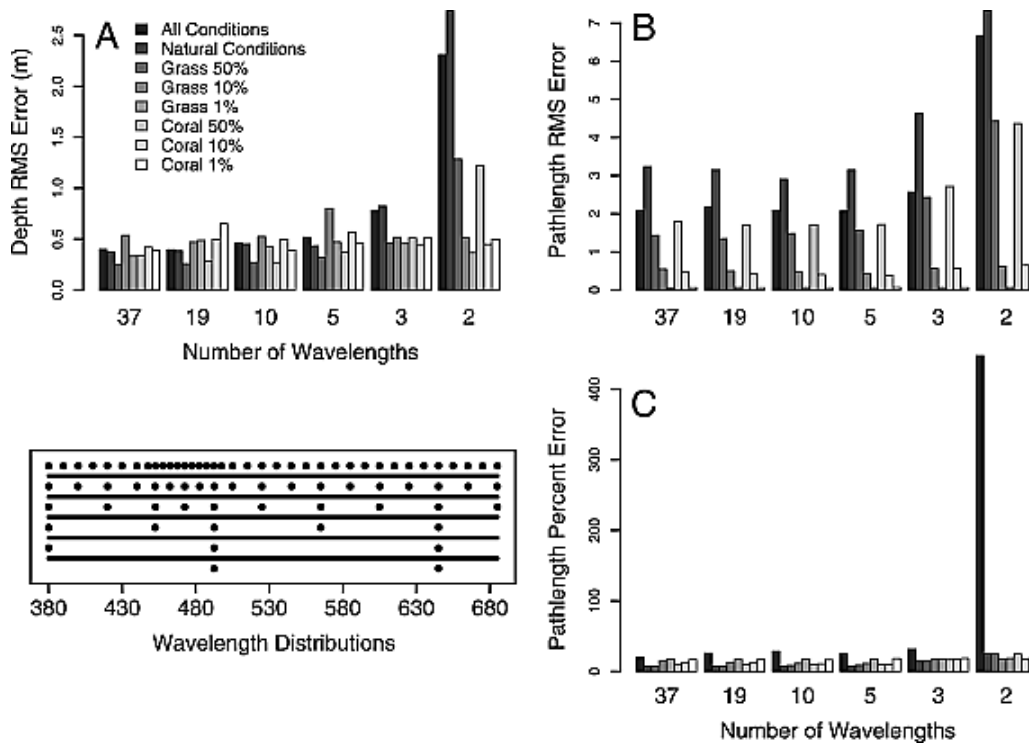 A
All Conditions
Natural Conditions
Grass 50%
Grass 10%
Grass 1%
Coral 50%
Coral 10%
Coral 1%
Depth RMS Error (m)
2.5
2.0
1.5
1.0
0.5
0.0
37 19 10 5 3 2
Number of Wavelengths
B
Pathlength RMS Error
7
6
5
4
3
2
1
0
37 19 10 5 3 2
380 430 480 530 580 630 680
Wavelength Distributions
C
Pathlength Percent Error
400
300
200
100
0
37 19 10 5 3 2
Number of Wavelengths